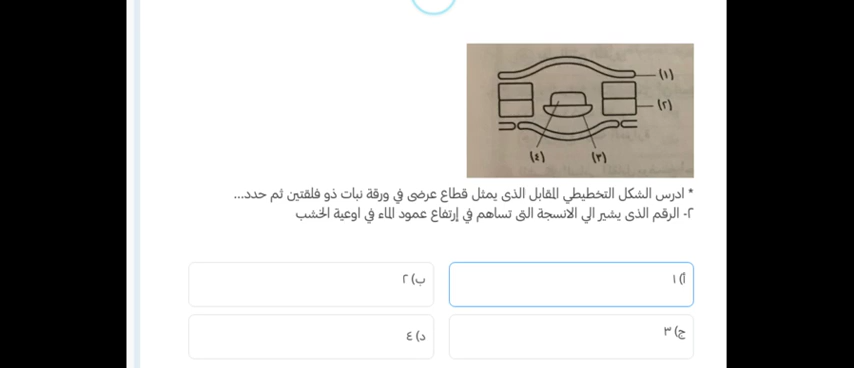 (١)
(٢)
(٤) (٣)
* ادرس الشكل التخطيطي المقابل الذى يمثل قطاع عرضى في ورقة نبات ذو فلقتين ثم حدد...
٢- الرقم الذى يشير الي الانسجة التى تساهم في إرتفاع عمود الماء في اوعية الخشب
أ) ١
ب) ٢
ج) ٣
د) ٤